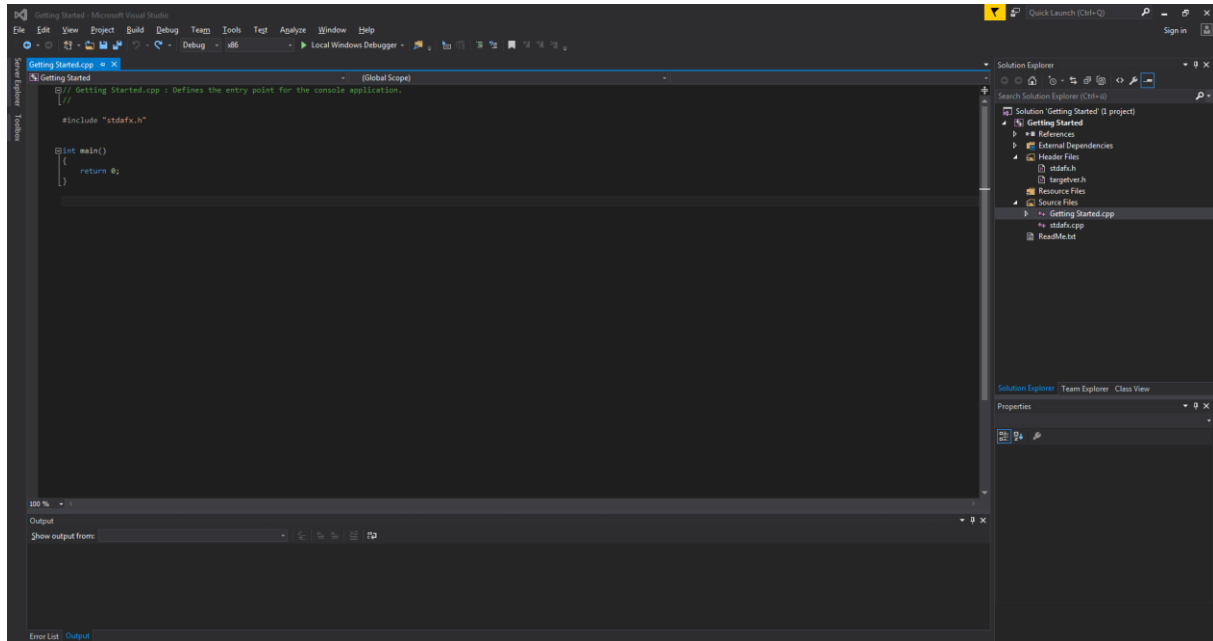 Getting Started - Microsoft Visual Studio
Quick Launch (Ctrl+Q)
File Edit View Project Build Debug Team Tools Test Analyze Window Help
Sign in
Debug x86 Local Windows Debugger
Server Explorer
Toolbox
Getting Started.cpp
Getting Started (Global Scope)
// Getting Started.cpp : Defines the entry point for the console application.
//
#include "stdafx.h"
int main()
{
return 0;
}
100 %
Output
Show output from:
Error List Output
Solution Explorer
Search Solution Explorer (Ctrl+ü)
Solution 'Getting Started' (1 project)
Getting Started
References
External Dependencies
Header Files
stdafx.h
targetver.h
Resource Files
Source Files
Getting Started.cpp
stdafx.cpp
ReadMe.txt
Solution Explorer Team Explorer Class View
Properties